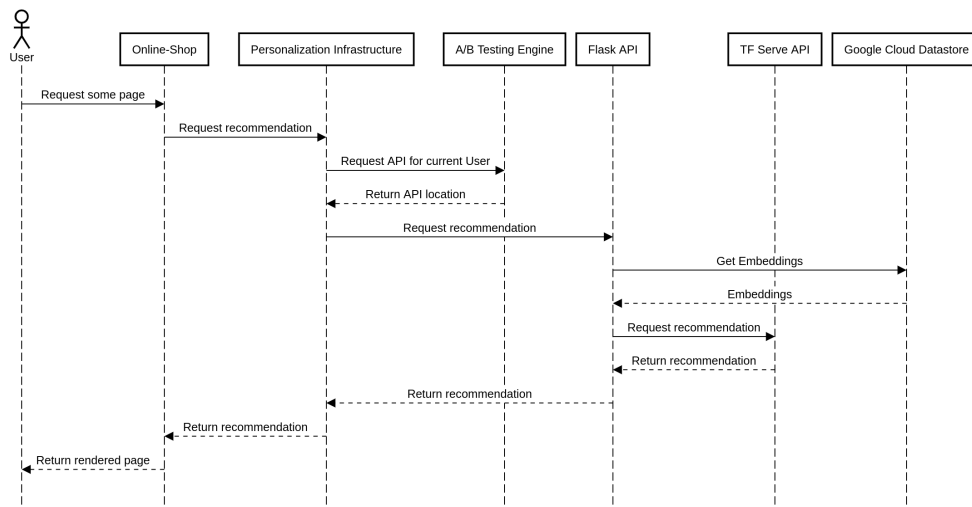 User
Online-Shop
Personalization Infrastructure
A/B Testing Engine
Flask API
TF Serve API
Google Cloud Datastore
Request some page
Request recommendation
Request API for current User
Return API location
Request recommendation
Get Embeddings
Embeddings
Request recommendation
Return recommendation
Return recommendation
Return recommendation
Return rendered page